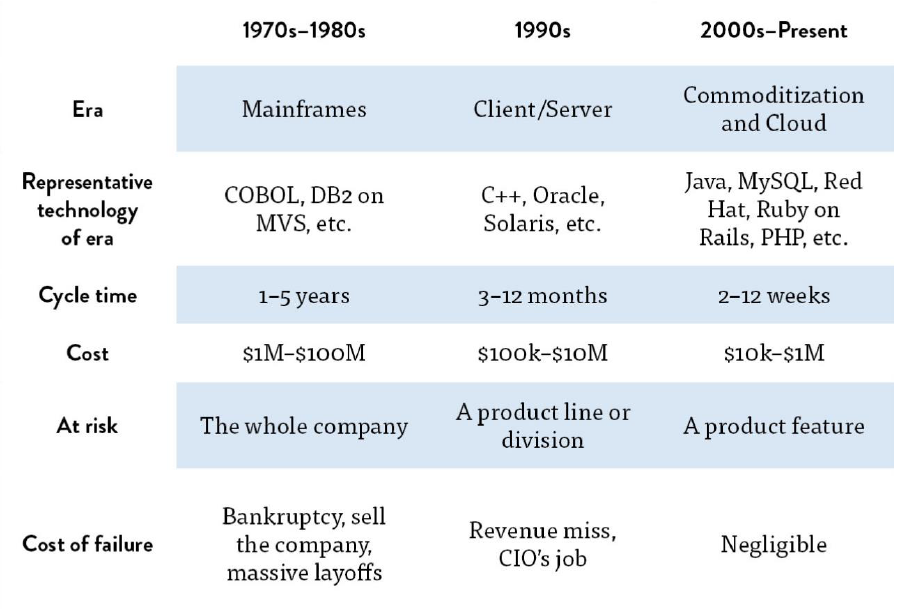 1970s–1980s 1990s 2000s–Present
Era Mainframes Client/Server Commoditization
and Cloud
Representative
technology
of era
COBOL, DB2 on
MVS, etc.
C++, Oracle,
Solaris, etc.
Java, MySQL, Red
Hat, Ruby on
Rails, PHP, etc.
Cycle time 1–5 years 3–12 months 2–12 weeks
Cost $1M–$100M $100k–$10M $10k–$1M
At risk The whole company A product line or
division
A product feature
Cost of failure Bankruptcy, sell
the company,
massive layoffs
Revenue miss,
CIO’s job
Negligible